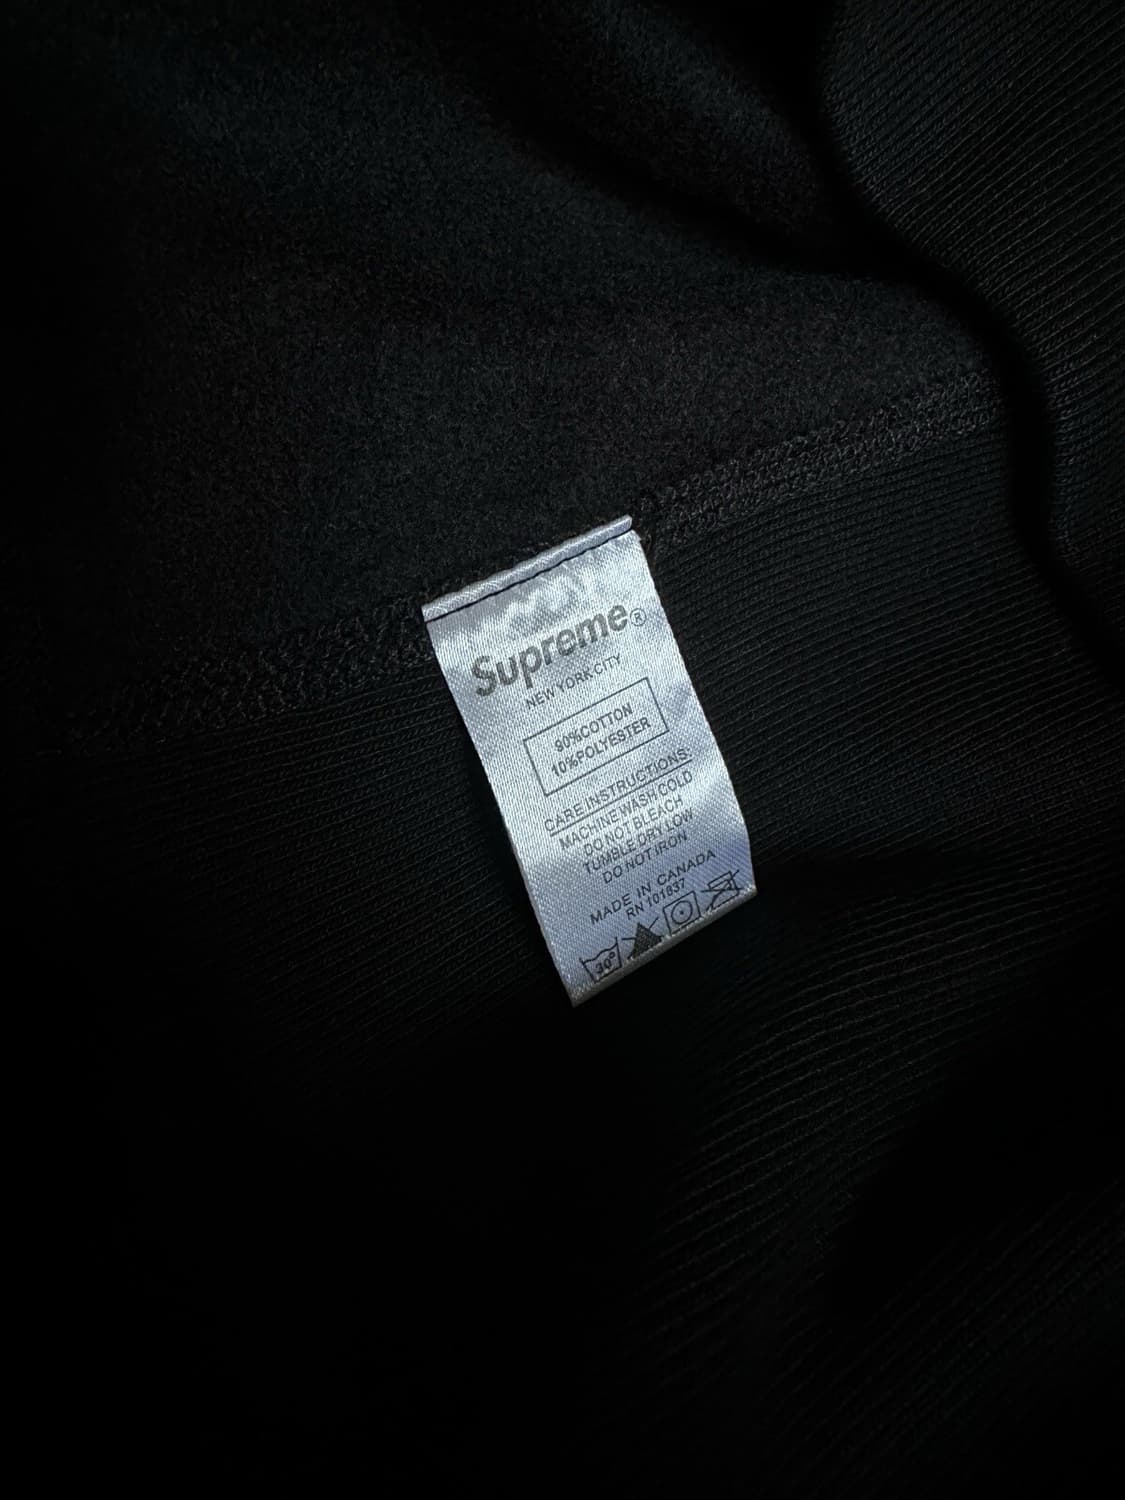 Supreme®
NEW YORK CITY
90%COTTON
10%POLYESTER
CARE INSTRUCTIONS:
MACHINE WASH COLD
DO NOT BLEACH
TUMBLE DRY LOW
DO NOT IRON
MADE IN CANADA
RN 101837
30°